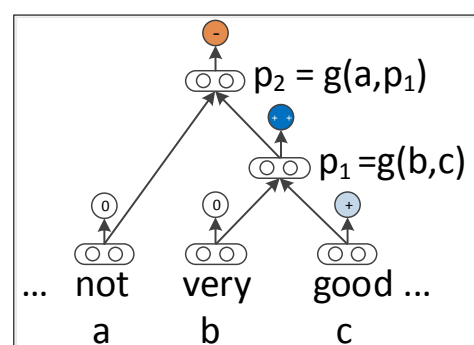 -
p₂ = g(a,p₁)
+ +
p₁ =g(b,c)
0 0 +
... not very good ...
a b c